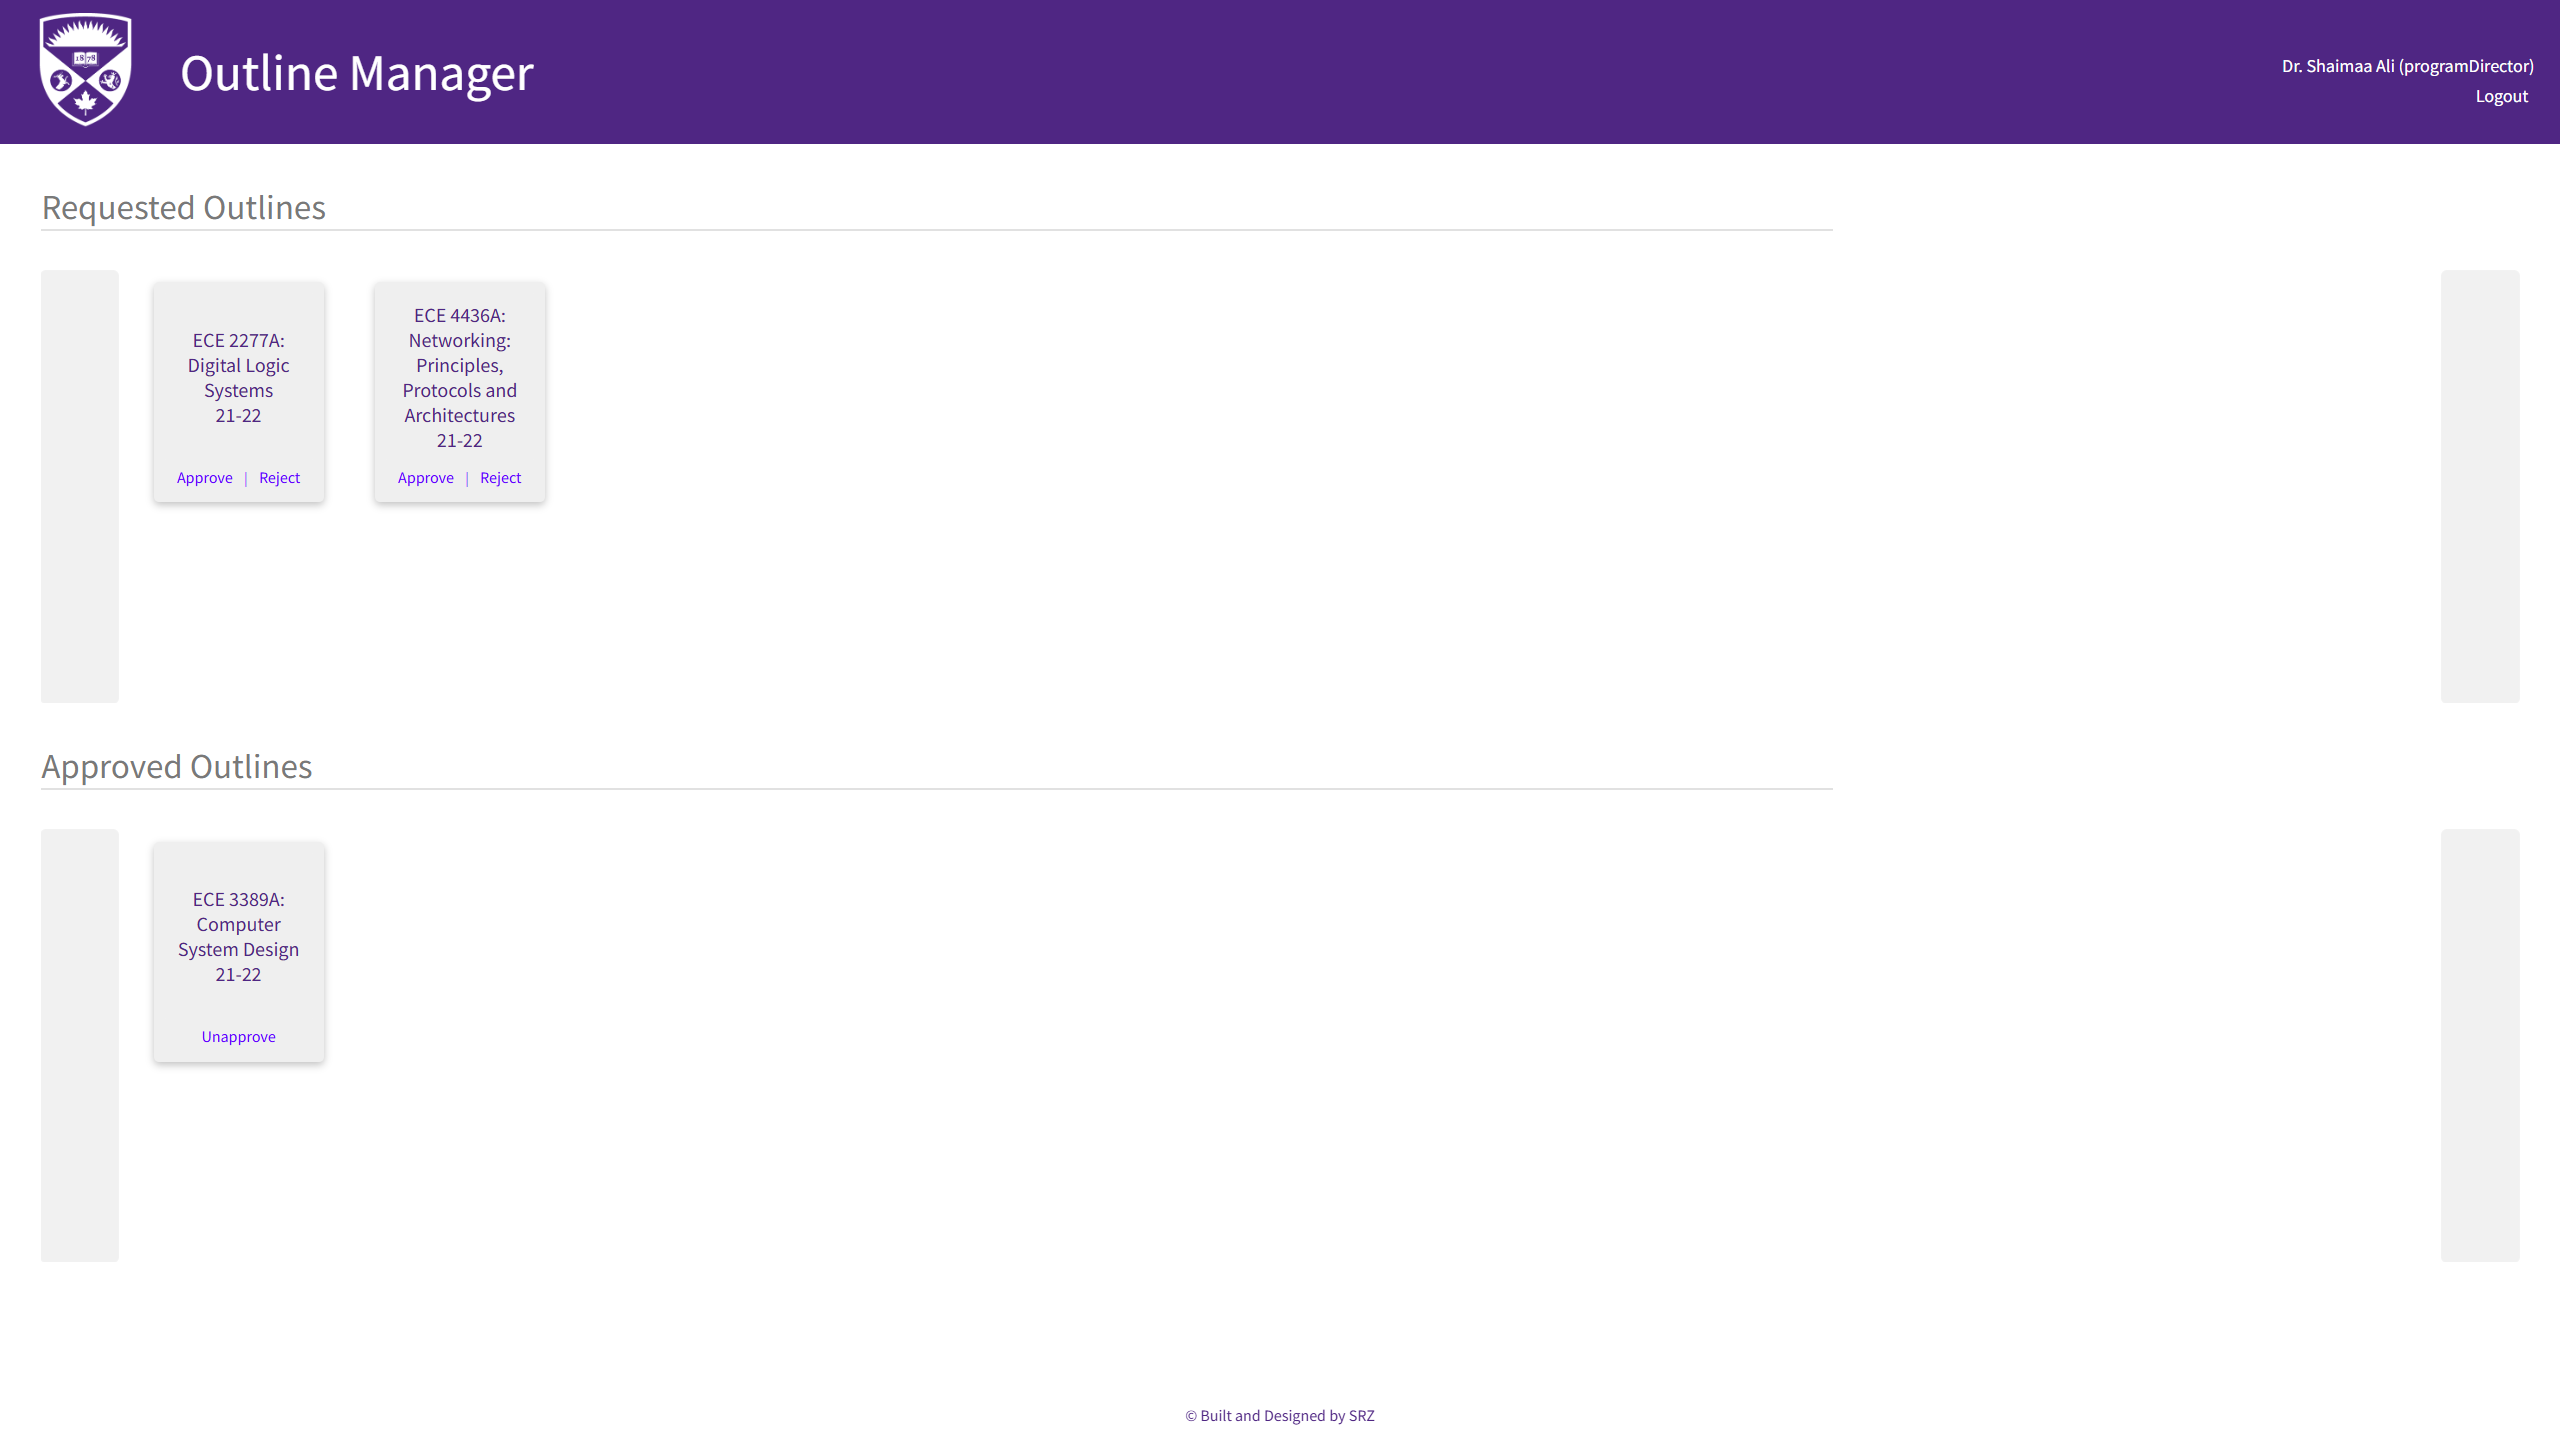 1878
Outline Manager
Dr. Shaimaa Ali (programDirector)
Logout
Requested Outlines
ECE 2277A:
Digital Logic
Systems
21-22
Approve | Reject
ECE 4436A:
Networking:
Principles,
Protocols and
Architectures
21-22
Approve | Reject
Approved Outlines
ECE 3389A:
Computer
System Design
21-22
Unapprove
© Built and Designed by SRZ